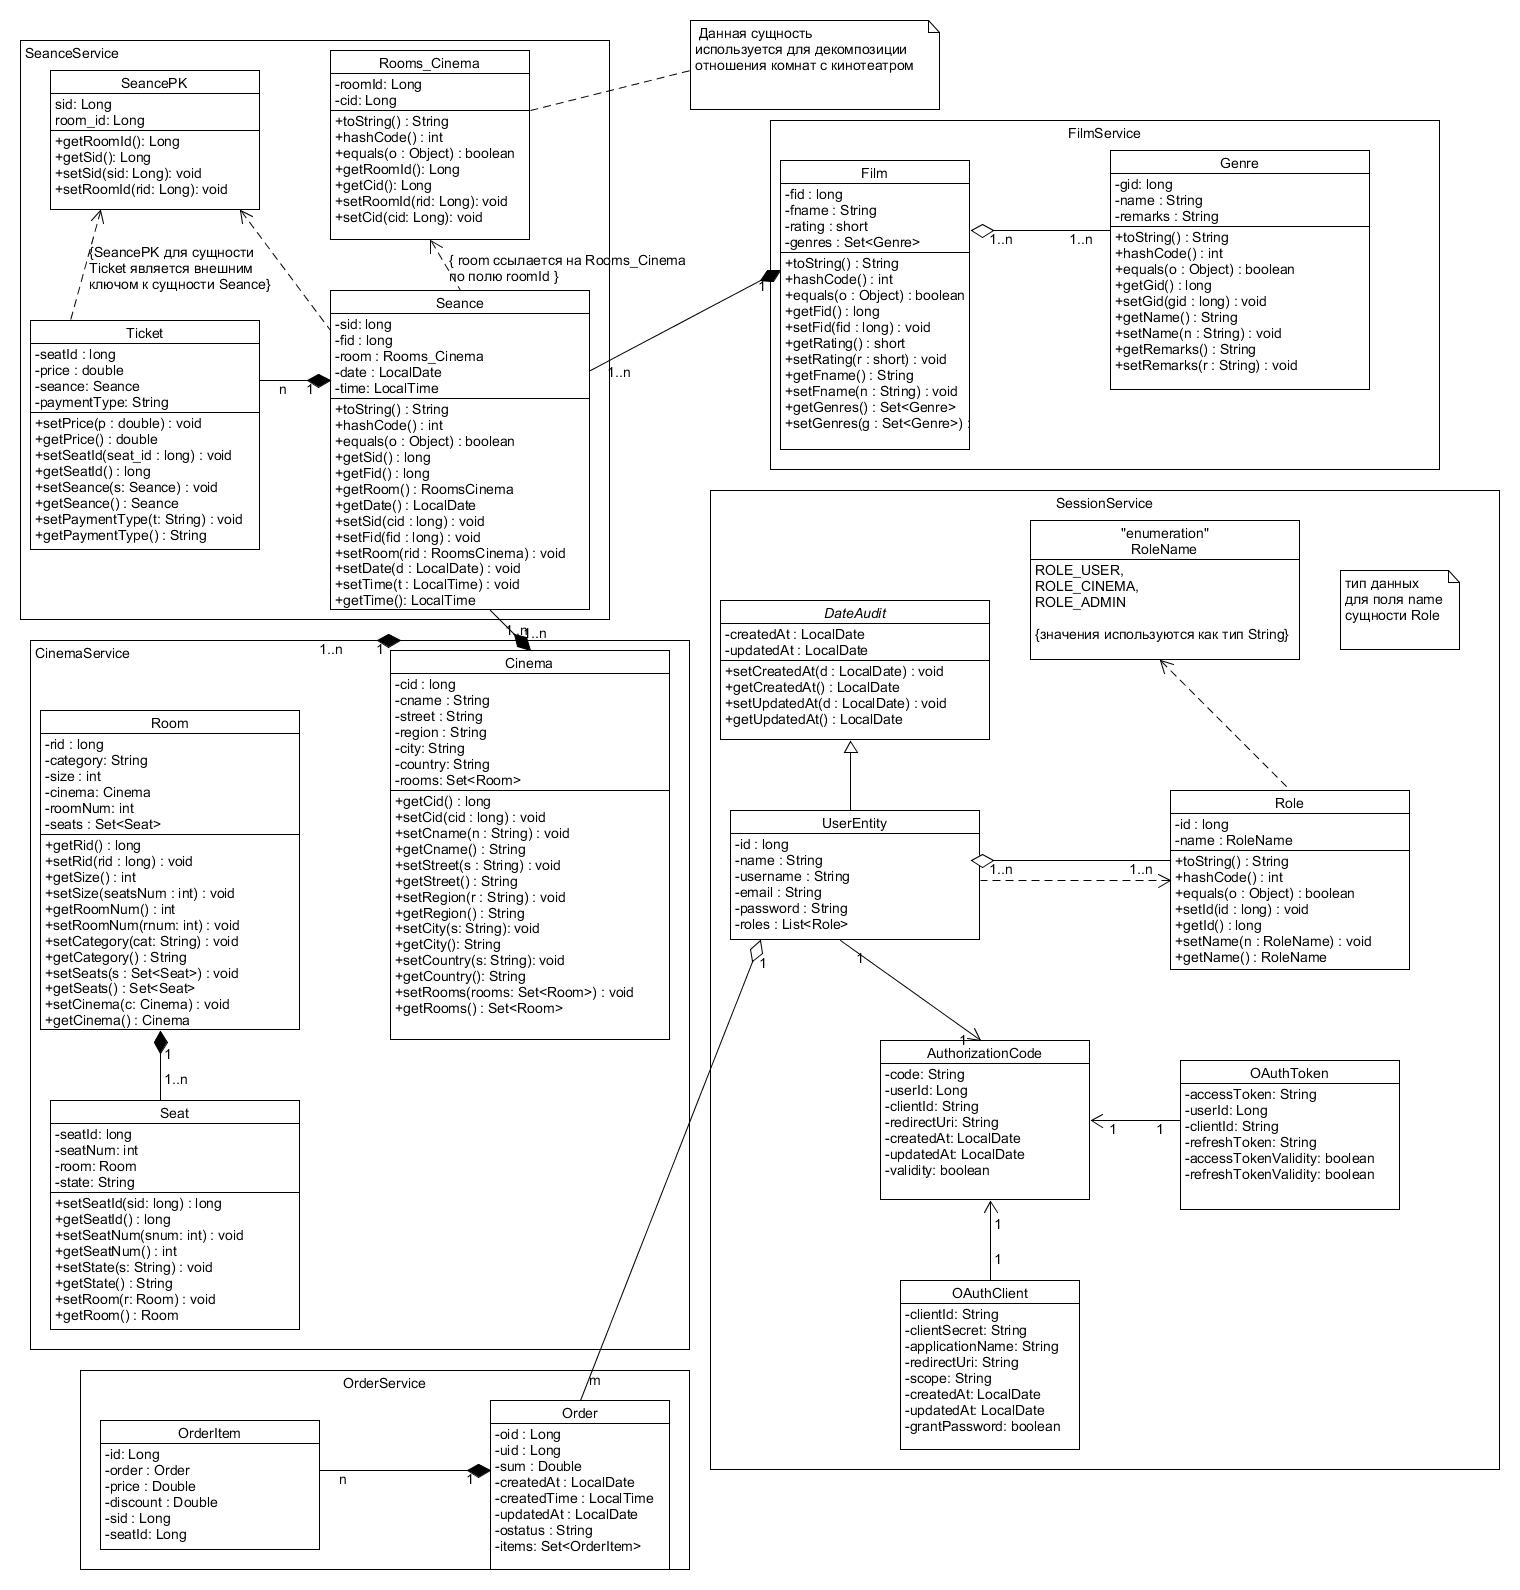 SeanceService
SeancePK
sid: Long
room_id: Long
+getRoomId(): Long
+getSid(): Long
+setSid(sid: Long): void
+setRoomId(rid: Long): void
Rooms_Cinema
-roomId: Long
-cid: Long
+toString() : String
+hashCode() : int
+equals(o : Object) : boolean
+getRoomId(): Long
+getCid(): Long
+setRoomId(rid: Long): void
+setCid(cid: Long): void
Данная сущность
используется для декомпозиции
отношения комнат с кинотеатром
{SeancePK для сущности
Ticket является внешним
ключом к сущности Seance}
{ room ссылается на Rooms_Cinema
по полю roomId }
Ticket
-seatId : long
-price : double
-seance: Seance
-paymentType: String
+setPrice(p : double) : void
+getPrice() : double
+setSeatId(seat_id : long) : void
+getSeatId() : long
+setSeance(s: Seance) : void
+getSeance() : Seance
+setPaymentType(t: String) : void
+getPaymentType() : String
n
1
Seance
-sid: long
-fid : long
-room : Rooms_Cinema
-date : LocalDate
-time: LocalTime
+toString() : String
+hashCode() : int
+equals(o : Object) : boolean
+getSid() : long
+getFid() : long
+getRoom() : RoomsCinema
+getDate() : LocalDate
+setSid(cid : long) : void
+setFid(fid : long) : void
+setRoom(rid : RoomsCinema) : void
+setDate(d : LocalDate) : void
+setTime(t : LocalTime) : void
+getTime(): LocalTime
1
1..n
FilmService
Film
-fid : long
-fname : String
-rating : short
-genres : Set<Genre>
+toString() : String
+hashCode() : int
+equals(o : Object) : boolean
+getFid() : long
+setFid(fid : long) : void
+getRating() : short
+setRating(r : short) : void
+getFname() : String
+setFname(n : String) : void
+getGenres() : Set<Genre>
+setGenres(g : Set<Genre>) :
1..n
1..n
Genre
-gid: long
-name : String
-remarks : String
+toString() : String
+hashCode() : int
+equals(o : Object) : boolean
+getGid() : long
+setGid(gid : long) : void
+getName() : String
+setName(n : String) : void
+getRemarks() : String
+setRemarks(r : String) : void
CinemaService
1..n
1
1..n
1..n
Cinema
-cid : long
-cname : String
-street : String
-region : String
-city: String
-country: String
-rooms: Set<Room>
+getCid() : long
+setCid(cid : long) : void
+setCname(n : String) : void
+getCname() : String
+setStreet(s : String) : void
+getStreet() : String
+setRegion(r : String) : void
+getRegion() : String
+setCity(s: String): void
+getCity(): String
+setCountry(s: String): void
+getCountry(): String
+setRooms(rooms: Set<Room>) : void
+getRooms() : Set<Room>
Room
-rid : long
-category: String
-size : int
-cinema: Cinema
-roomNum: int
-seats : Set<Seat>
+getRid() : long
+setRid(rid : long) : void
+getSize() : int
+setSize(seatsNum : int) : void
+getRoomNum() : int
+setRoomNum(rnum: int) : void
+setCategory(cat: String) : void
+getCategory() : String
+setSeats(s : Set<Seat>) : void
+getSeats() : Set<Seat>
+setCinema(c: Cinema) : void
+getCinema() : Cinema
1
1..n
Seat
-seatId: long
-seatNum: int
-room: Room
-state: String
+setSeatId(sid: long) : long
+getSeatId() : long
+setSeatNum(snum: int) : void
+getSeatNum() : int
+setState(s: String) : void
+getState() : String
+setRoom(r: Room) : void
+getRoom() : Room
SessionService
"enumeration"
RoleName
ROLE_USER,
ROLE_CINEMA,
ROLE_ADMIN
{значения используются как тип String}
тип данных
для поля name
сущности Role
DateAudit
-createdAt : LocalDate
-updatedAt : LocalDate
+setCreatedAt(d : LocalDate) : void
+getCreatedAt() : LocalDate
+setUpdatedAt(d : LocalDate) : void
+getUpdatedAt() : LocalDate
UserEntity
-id : long
-name : String
-username : String
-email : String
-password : String
-roles : List<Role>
1..n
1..n
Role
-id : long
-name : RoleName
+toString() : String
+hashCode() : int
+equals(o : Object) : boolean
+setId(id : long) : void
+getId() : long
+setName(n : RoleName) : void
+getName() : RoleName
1
1
1
AuthorizationCode
-code: String
-userId: Long
-clientId: String
-redirectUri: String
-createdAt: LocalDate
-updatedAt: LocalDate
-validity: boolean
1
1
OAuthToken
-accessToken: String
-userId: Long
-clientId: String
-refreshToken: String
-accessTokenValidity: boolean
-refreshTokenValidity: boolean
1
1
OAuthClient
-clientId: String
-clientSecret: String
-applicationName: String
-redirectUri: String
-scope: String
-createdAt: LocalDate
-updatedAt: LocalDate
-grantPassword: boolean
OrderService
m
OrderItem
-id: Long
-order : Order
-price : Double
-discount : Double
-sid : Long
-seatId: Long
n
1
Order
-oid : Long
-uid : Long
-sum : Double
-createdAt : LocalDate
-createdTime : LocalTime
-updatedAt : LocalDate
-ostatus : String
-items: Set<OrderItem>